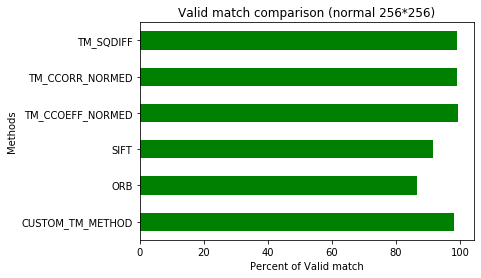 Valid match comparison (normal 256*256)
TM_SQDIFF
TM_CCORR_NORMED
TM_CCOEFF_NORMED
SIFT
ORB
CUSTOM_TM_METHOD
Methods
0 20 40 60 80 100
Percent of Valid match